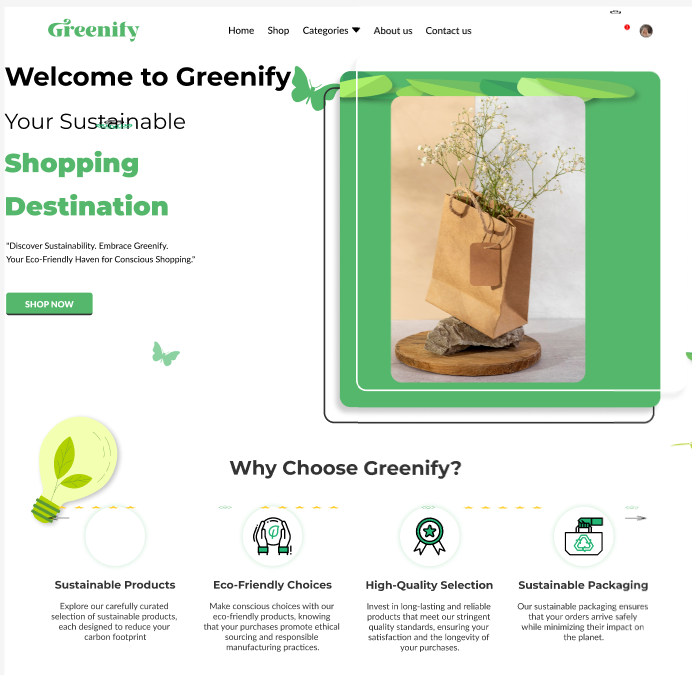 Greenify
Home Shop Categories About us Contact us
Welcome to Greenify
Your Sustainable
Shopping
Destination
"Discover Sustainability. Embrace Greenify.
Your Eco-Friendly Haven for Conscious Shopping."
SHOP NOW
Why Choose Greenify?
Sustainable Products
Explore our carefully curated
selection of sustainable products,
each designed to reduce your
carbon footprint
Eco-Friendly Choices
Make conscious choices with our
eco-friendly products, knowing
that your purchases promote ethical
sourcing and responsible
manufacturing practices.
High-Quality Selection
Invest in long-lasting and reliable
products that meet our stringent
quality standards, ensuring your
satisfaction and the longevity of
your purchases.
Sustainable Packaging
Our sustainable packaging ensures
that your orders arrive safely
while minimizing their impact on
the planet.